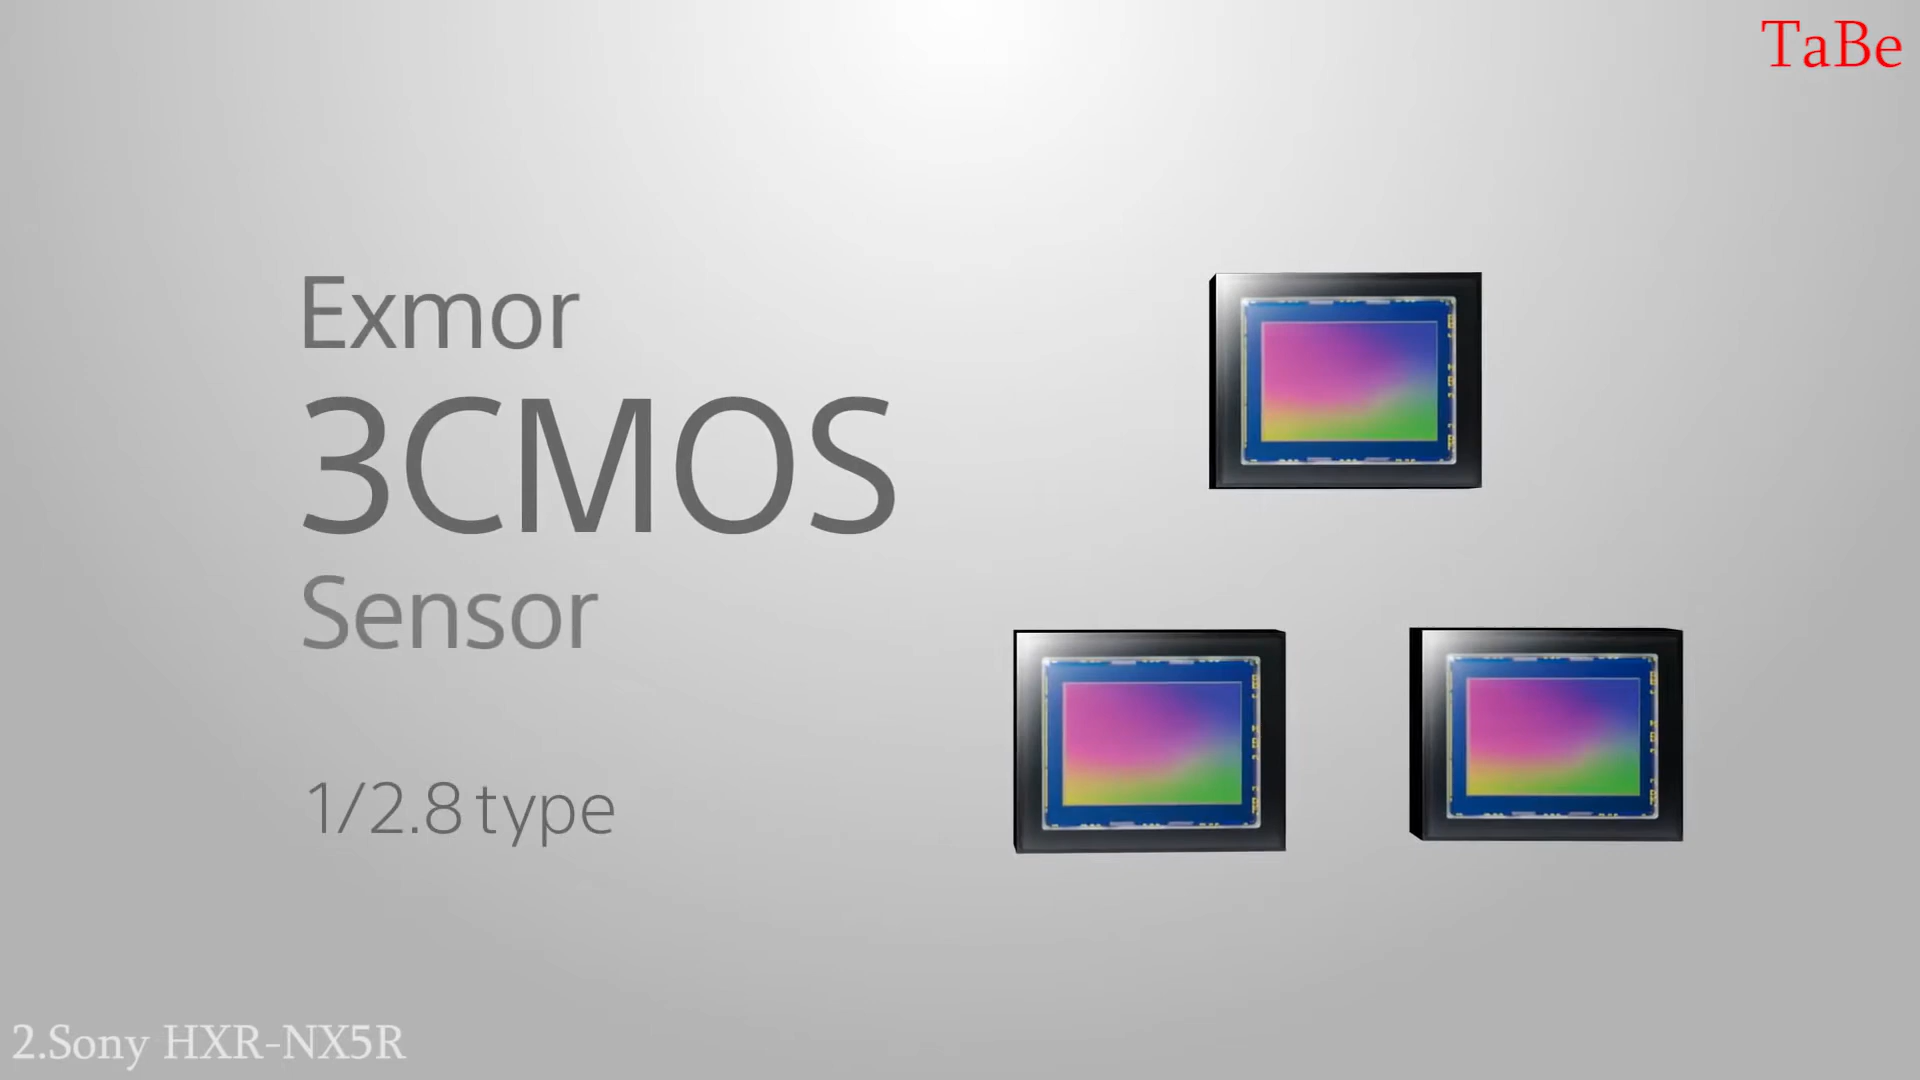 TaBe
Exmor
3CMOS
Sensor
1/2.8 type
2.Sony HXR-NX5R